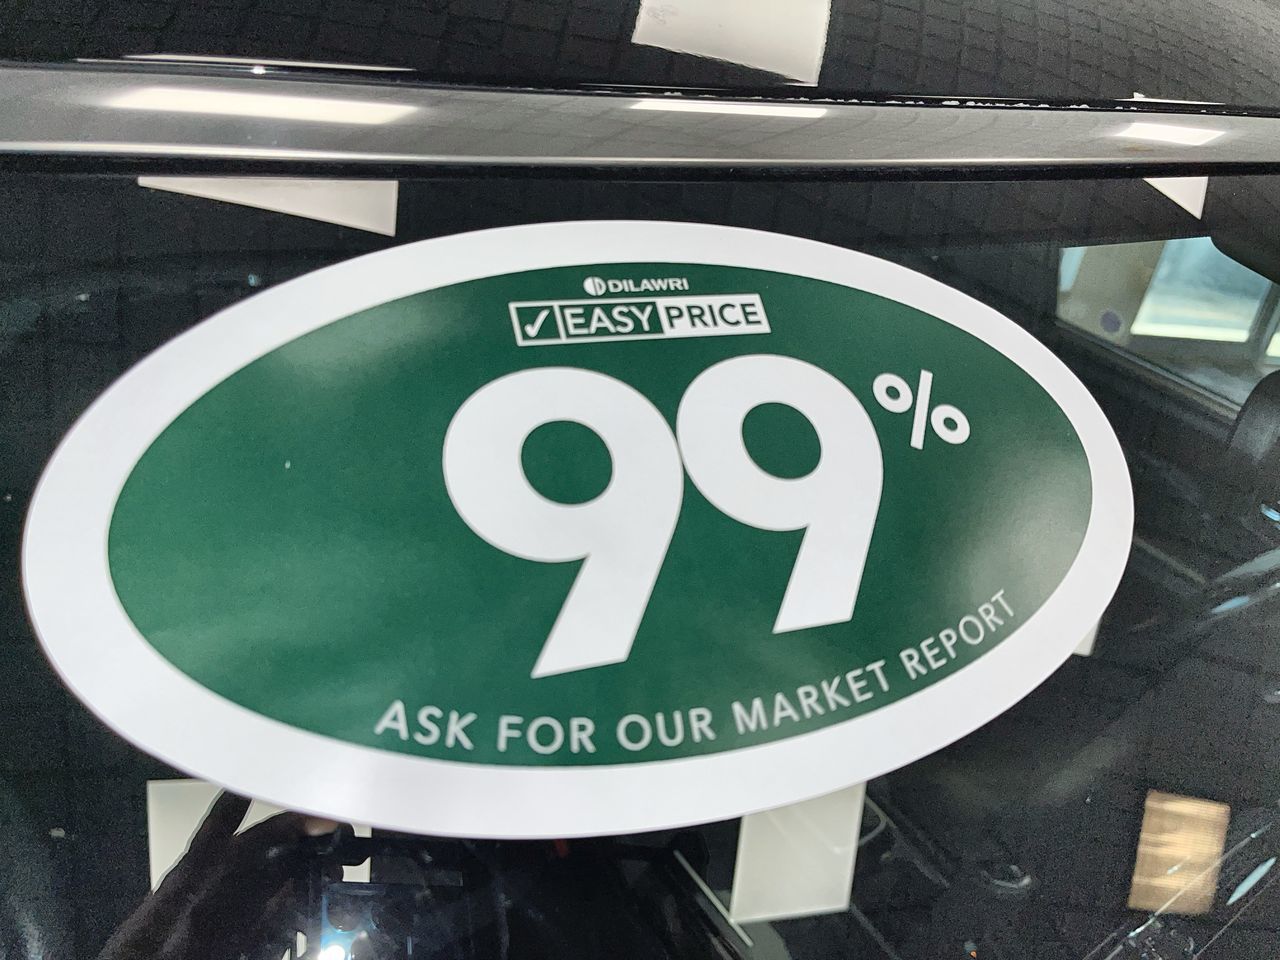 DILAWRI
✓ EASY PRICE
99%
ASK FOR OUR MARKET REPORT